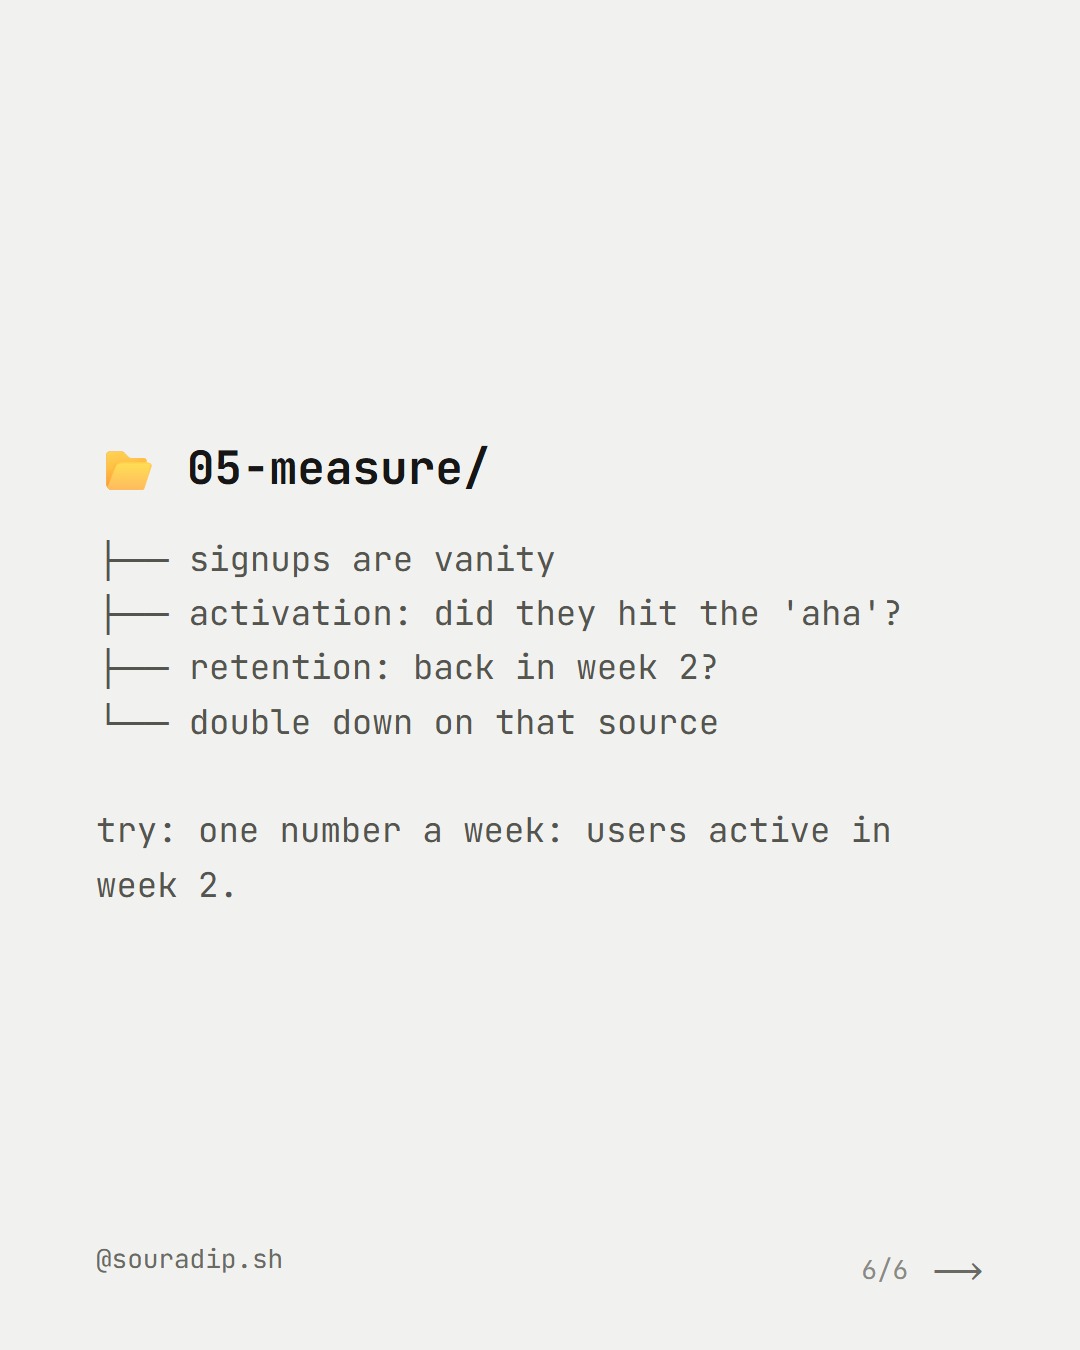 05-measure/
├── signups are vanity
├── activation: did they hit the 'aha'?
├── retention: back in week 2?
└── double down on that source
try: one number a week: users active in
week 2.
@souradip.sh
6/6 ⟶